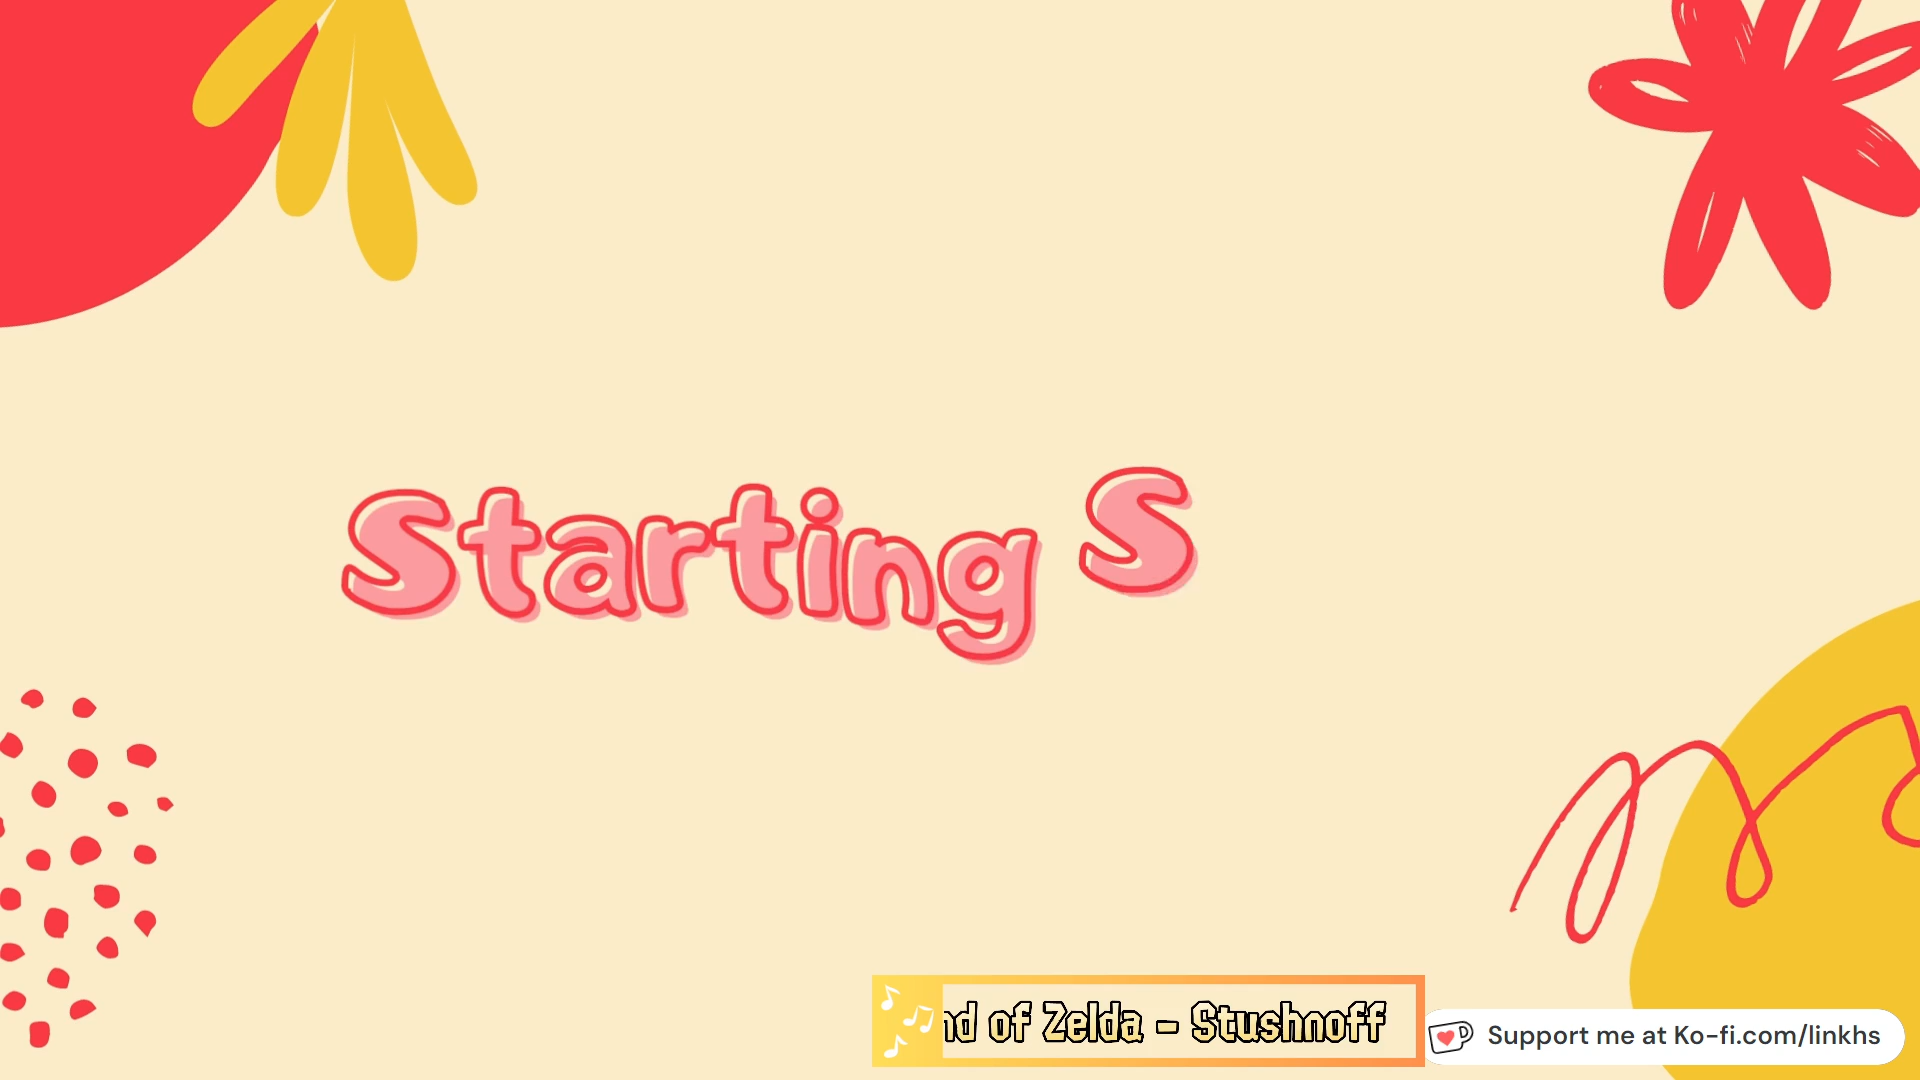 Starting S
nd of Zelda - Stushnoff
Support me at Ko-fi.com/linkhs